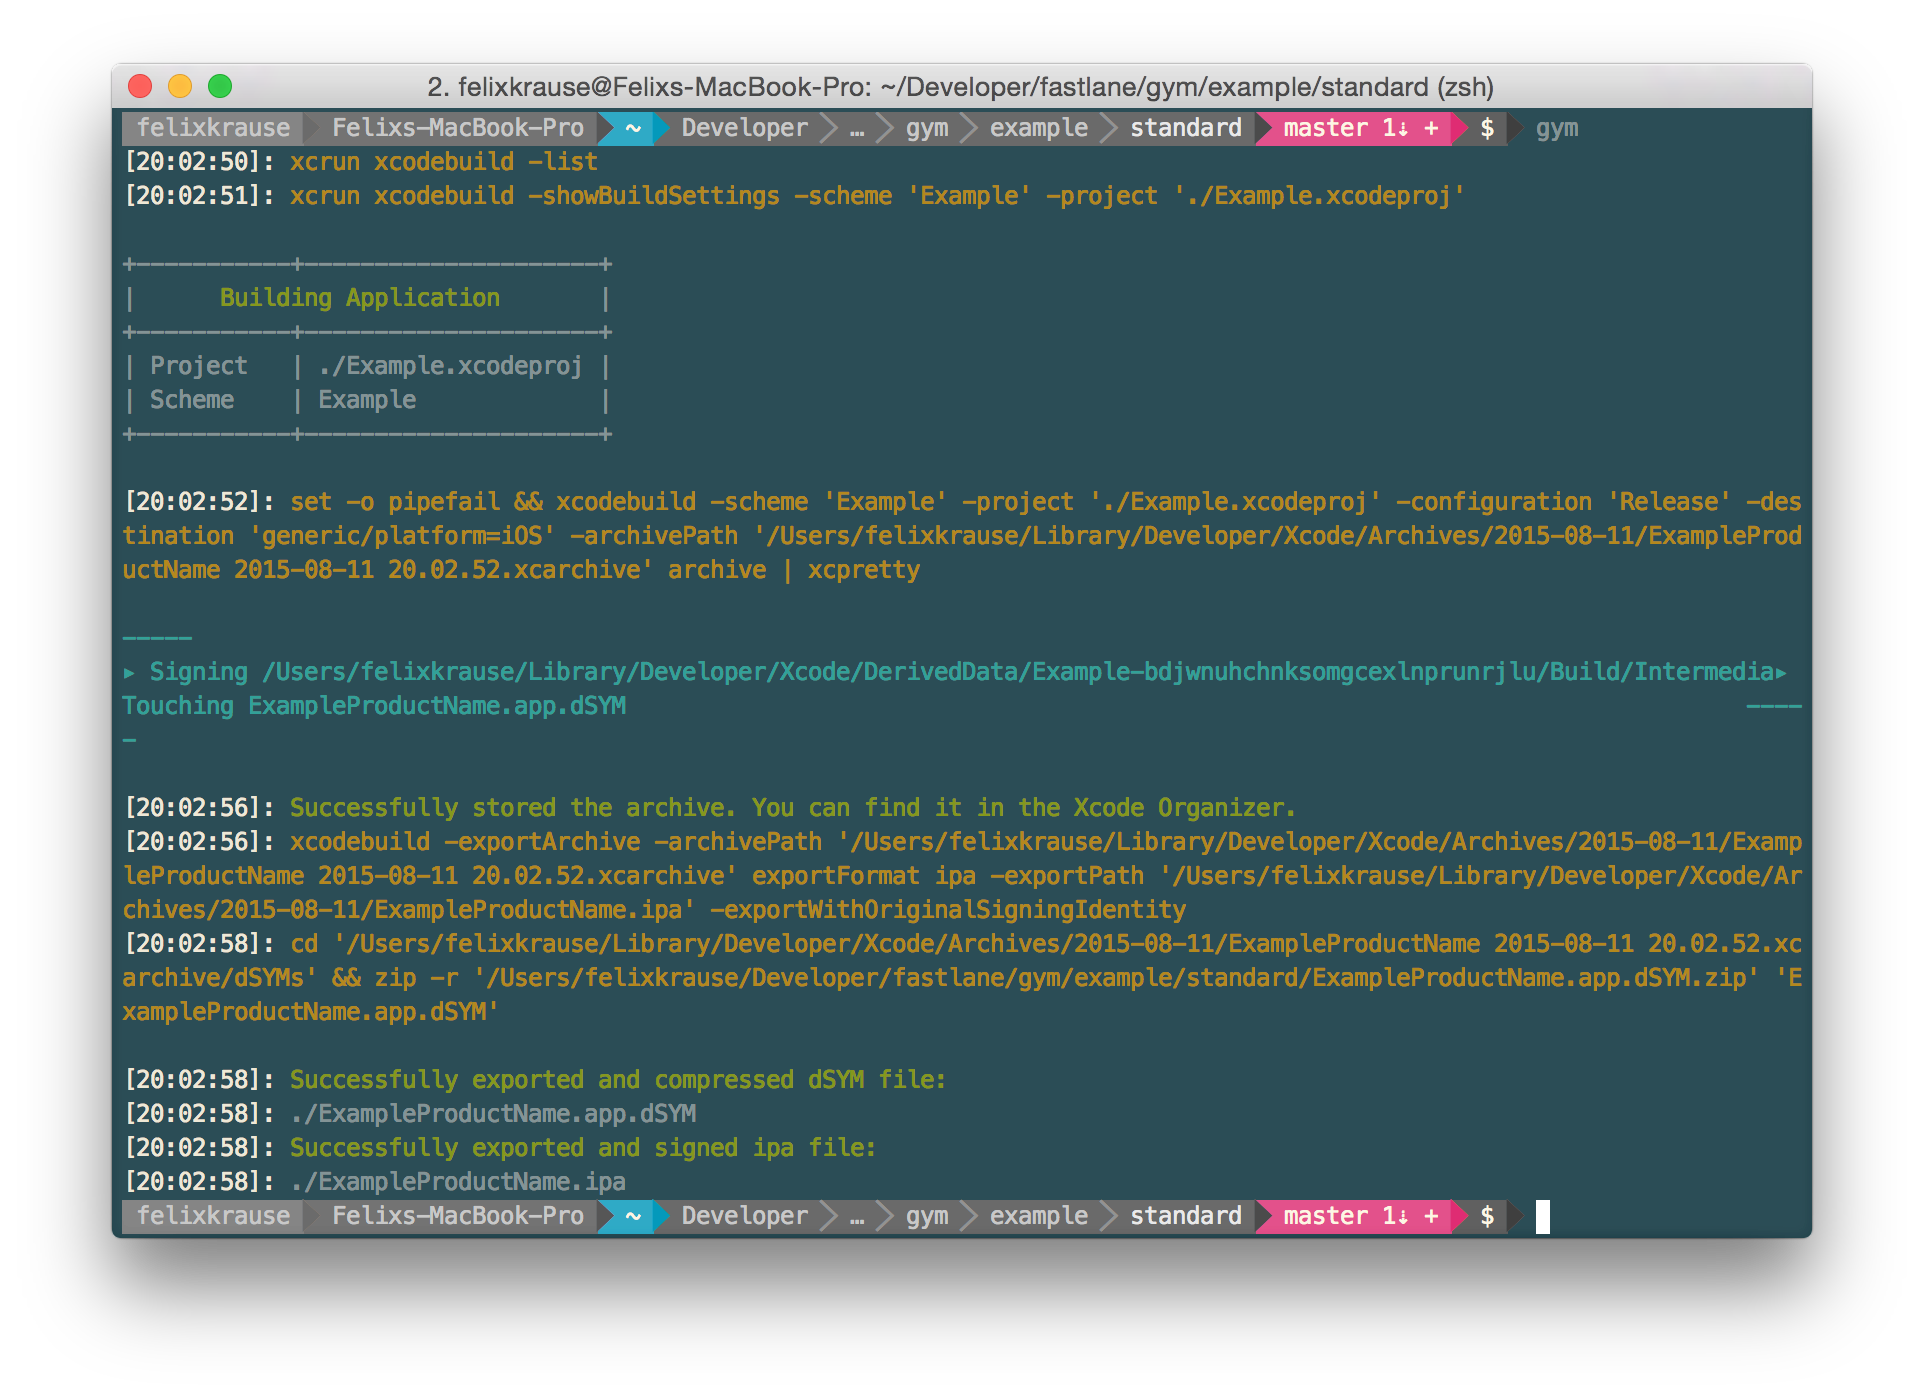 2. felixkrause@Felixs-MacBook-Pro: ~/Developer/fastlane/gym/example/standard (zsh)
felixkrause Felixs-MacBook-Pro ~ Developer … gym example standard master 1↓ + $ gym
[20:02:50]: xcrun xcodebuild -list
[20:02:51]: xcrun xcodebuild -showBuildSettings -scheme 'Example' -project './Example.xcodeproj'
+-----------+---------------------+
|      Building Application       |
+-----------+---------------------+
| Project   | ./Example.xcodeproj |
| Scheme    | Example             |
+-----------+---------------------+
[20:02:52]: set -o pipefail && xcodebuild -scheme 'Example' -project './Example.xcodeproj' -configuration 'Release' -des
tination 'generic/platform=iOS' -archivePath '/Users/felixkrause/Library/Developer/Xcode/Archives/2015-08-11/ExampleProd
uctName 2015-08-11 20.02.52.xcarchive' archive | xcpretty
-----
▸ Signing /Users/felixkrause/Library/Developer/Xcode/DerivedData/Example-bdjwnuhchnksomgcexlnprunrjlu/Build/Intermedia▸
Touching ExampleProductName.app.dSYM ----
-
[20:02:56]: Successfully stored the archive. You can find it in the Xcode Organizer.
[20:02:56]: xcodebuild -exportArchive -archivePath '/Users/felixkrause/Library/Developer/Xcode/Archives/2015-08-11/Examp
leProductName 2015-08-11 20.02.52.xcarchive' exportFormat ipa -exportPath '/Users/felixkrause/Library/Developer/Xcode/Ar
chives/2015-08-11/ExampleProductName.ipa' -exportWithOriginalSigningIdentity
[20:02:58]: cd '/Users/felixkrause/Library/Developer/Xcode/Archives/2015-08-11/ExampleProductName 2015-08-11 20.02.52.xc
archive/dSYMs' && zip -r '/Users/felixkrause/Developer/fastlane/gym/example/standard/ExampleProductName.app.dSYM.zip' 'E
xampleProductName.app.dSYM'
[20:02:58]: Successfully exported and compressed dSYM file:
[20:02:58]: ./ExampleProductName.app.dSYM
[20:02:58]: Successfully exported and signed ipa file:
[20:02:58]: ./ExampleProductName.ipa
felixkrause Felixs-MacBook-Pro ~ Developer … gym example standard master 1↓ + $